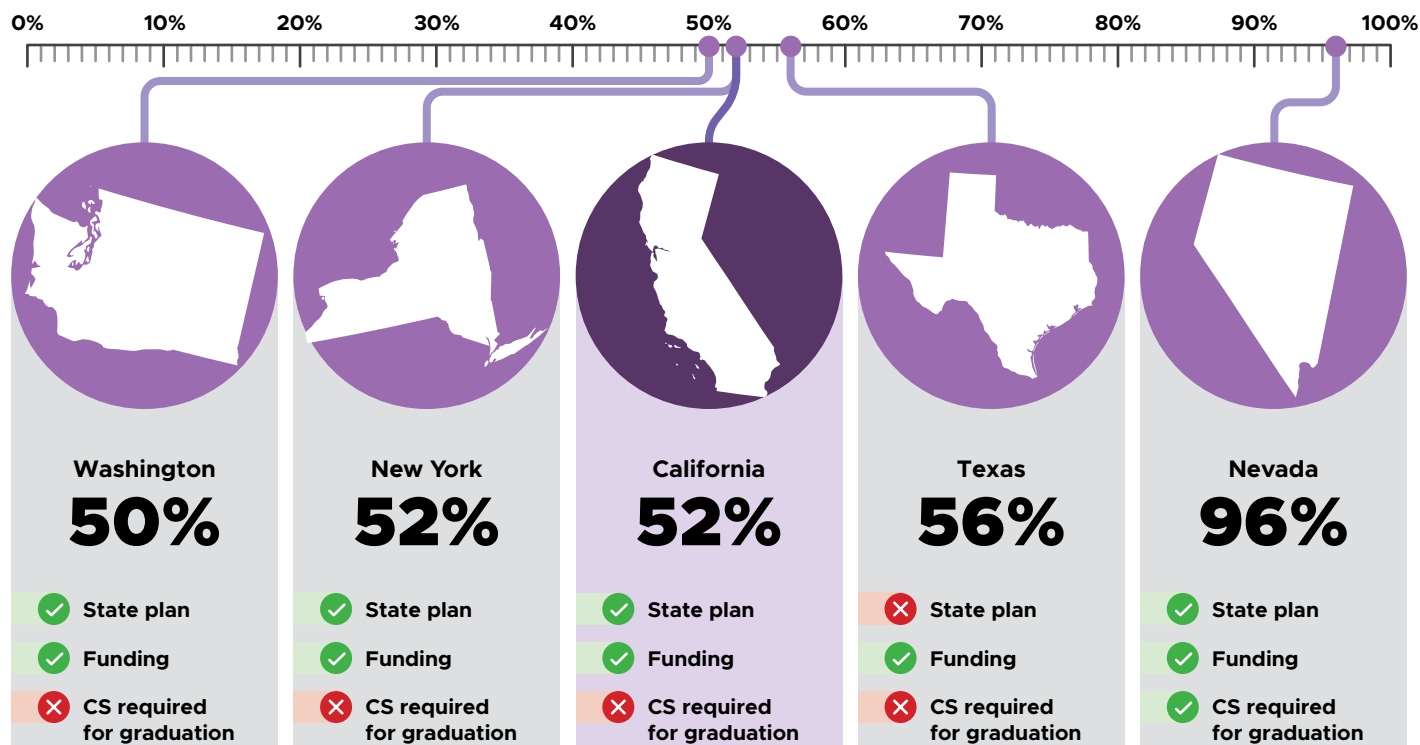 0% 10% 20% 30% 40% 50% 60% 70% 80% 90% 100%
Washington
50%
State plan
Funding
CS required
for graduation
New York
52%
State plan
Funding
CS required
for graduation
California
52%
State plan
Funding
CS required
for graduation
Texas
56%
State plan
Funding
CS required
for graduation
Nevada
96%
State plan
Funding
CS required
for graduation